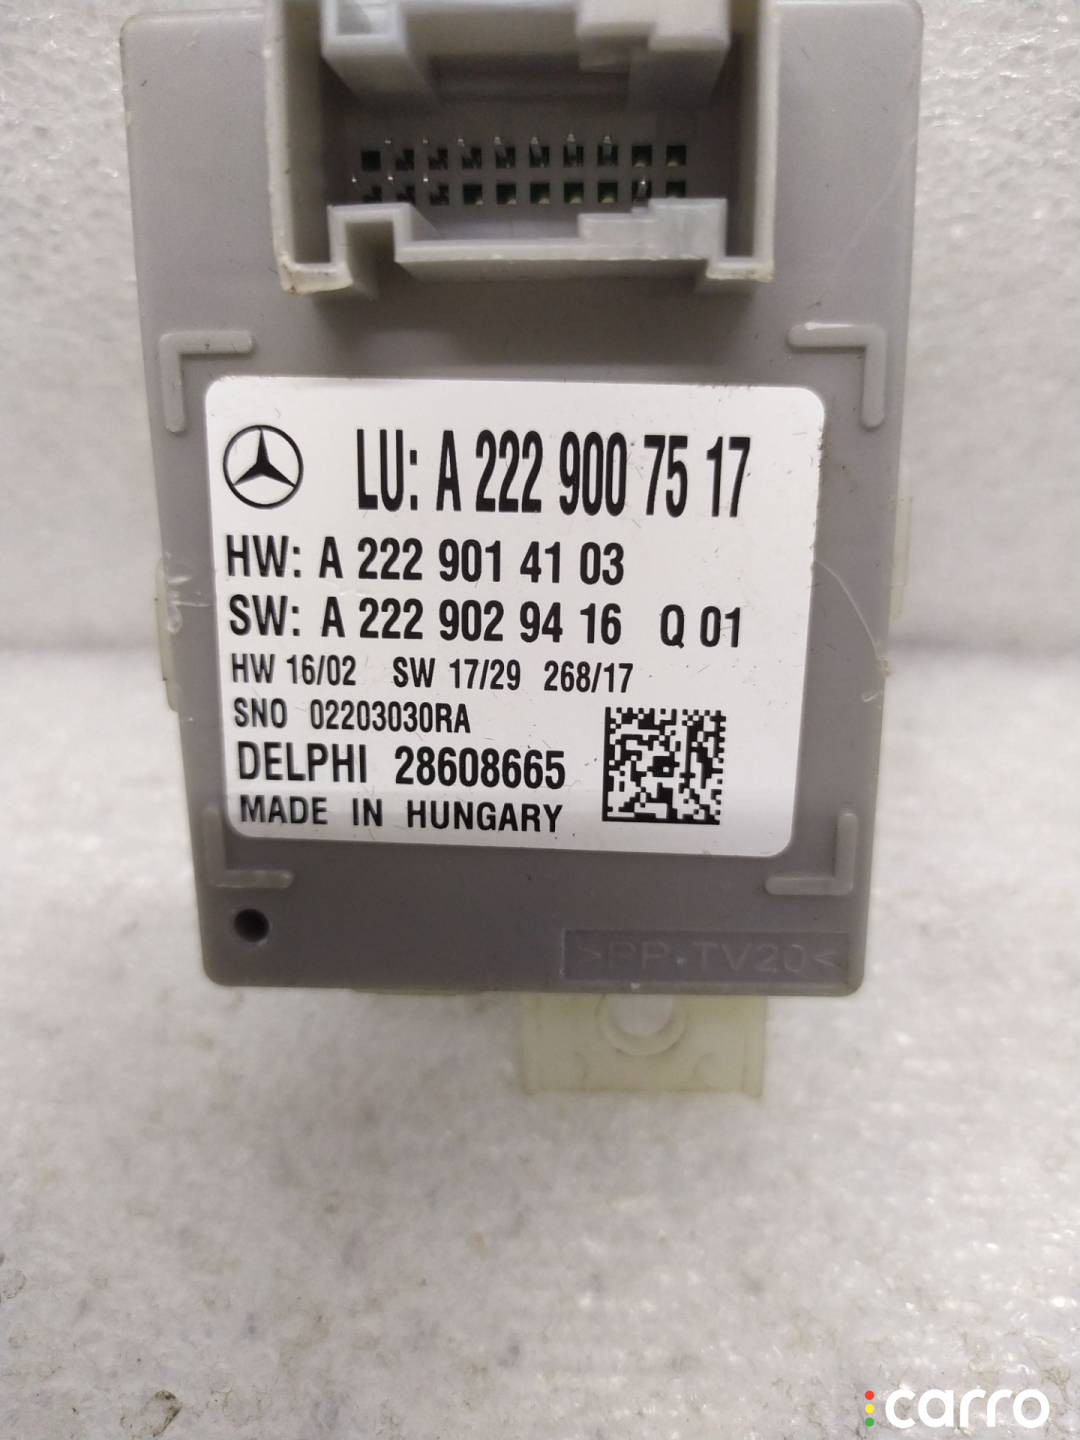 LU: A 222 900 75 17
HW: A 222 901 41 03
SW: A 222 902 94 16 Q 01
HW 16/02 SW 17/29 268/17
SNO 02203030RA
DELPHI 28608665
MADE IN HUNGARY
>PP-TV20<
carro